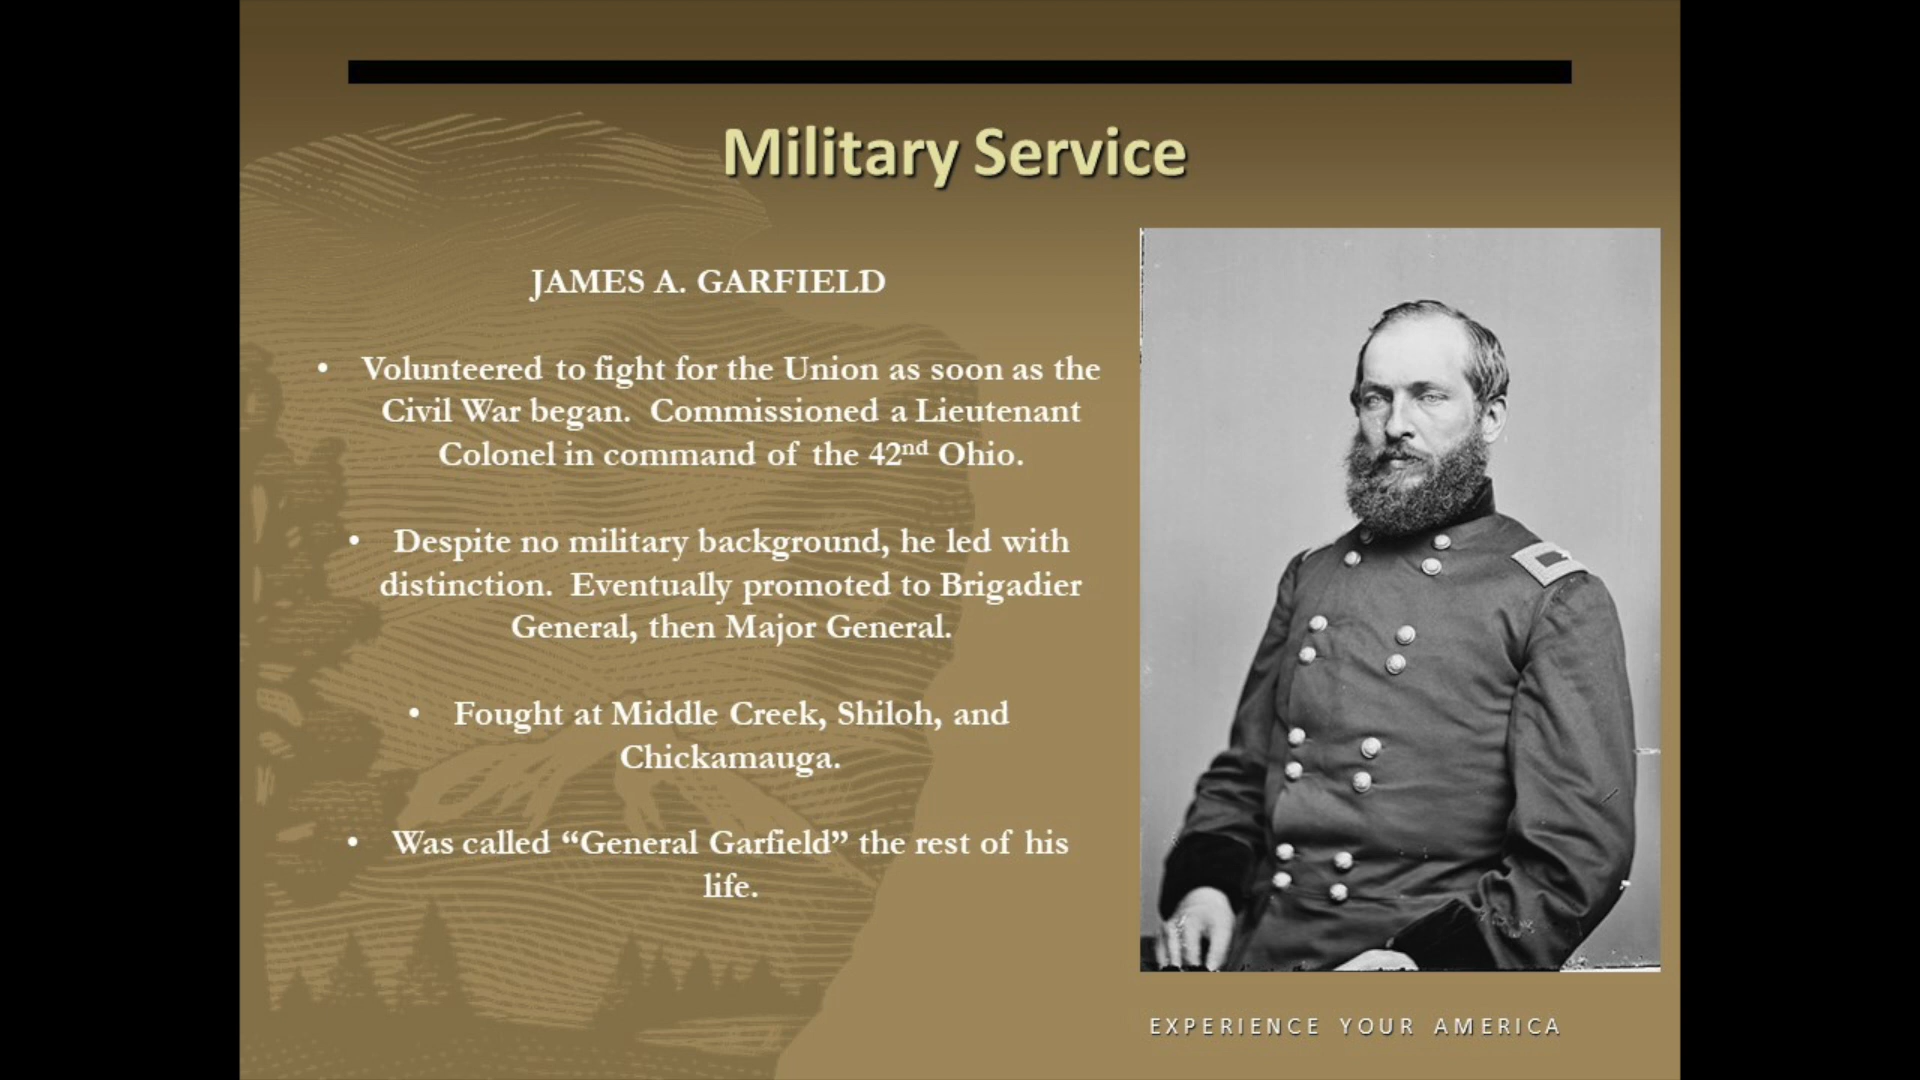 Military Service
JAMES A. GARFIELD
• Volunteered to fight for the Union as soon as the
Civil War began. Commissioned a Lieutenant
Colonel in command of the 42nd Ohio.
• Despite no military background, he led with
distinction. Eventually promoted to Brigadier
General, then Major General.
• Fought at Middle Creek, Shiloh, and
Chickamauga.
• Was called “General Garfield” the rest of his
life.
EXPERIENCE YOUR AMERICA